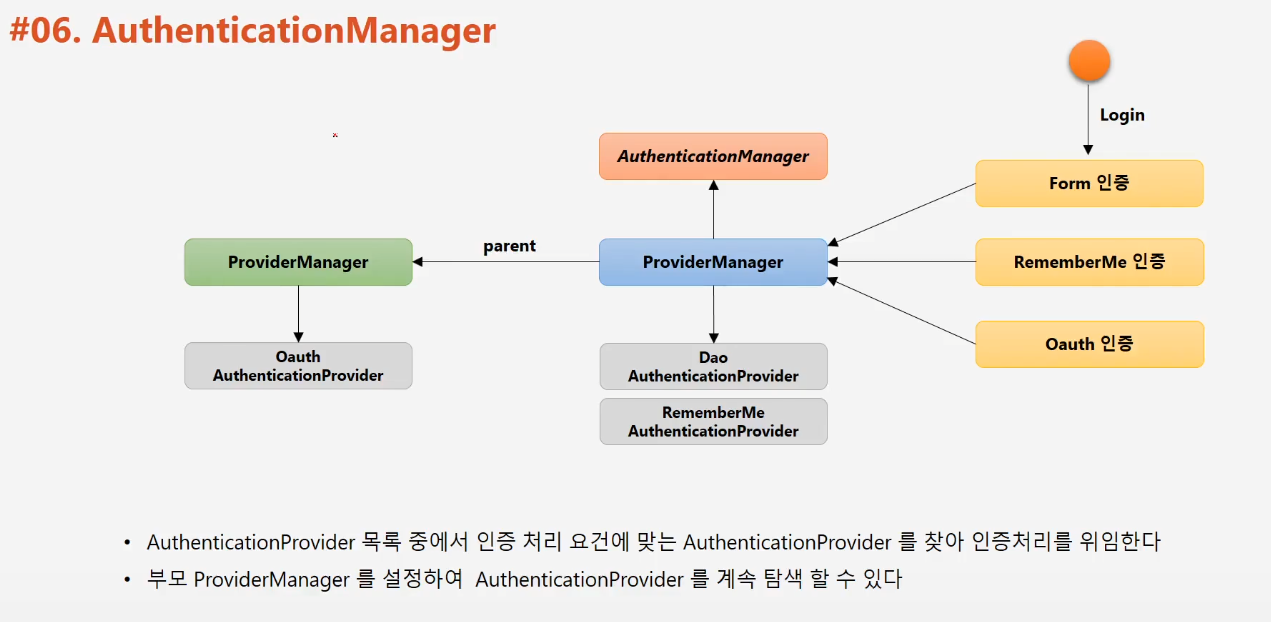 #06. AuthenticationManager
Login
AuthenticationManager
Form 인증
parent
ProviderManager
ProviderManager
RememberMe 인증
Oauth 인증
Oauth
AuthenticationProvider
Dao
AuthenticationProvider
RememberMe
AuthenticationProvider
• AuthenticationProvider 목록 중에서 인증 처리 요건에 맞는 AuthenticationProvider 를 찾아 인증처리를 위임한다
• 부모 ProviderManager 를 설정하여 AuthenticationProvider 를 계속 탐색 할 수 있다